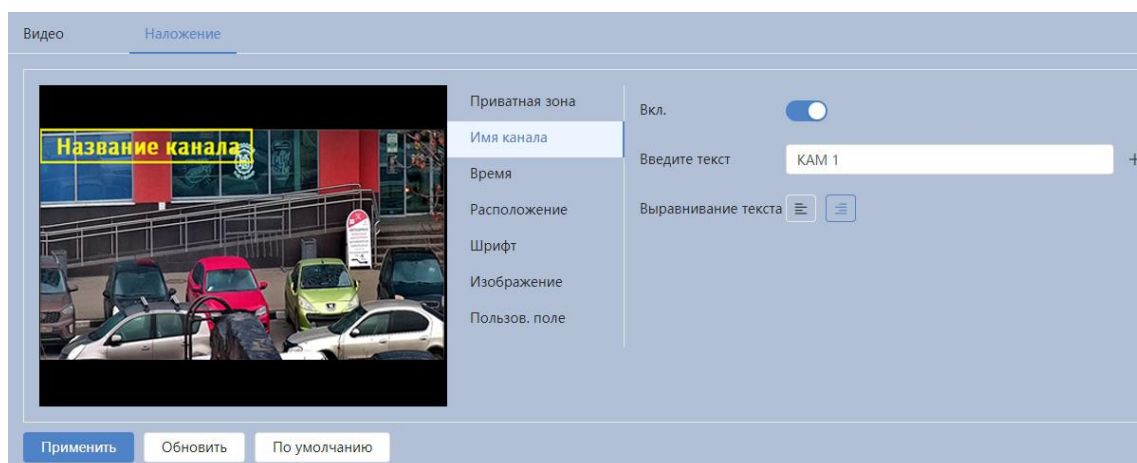 Видео
Наложение
Название канала
Приватная зона
Имя канала
Время
Расположение
Шрифт
Изображение
Пользов. поле
Вкл.
Введите текст
КАМ 1
+
Выравнивание текста
Применить
Обновить
По умолчанию